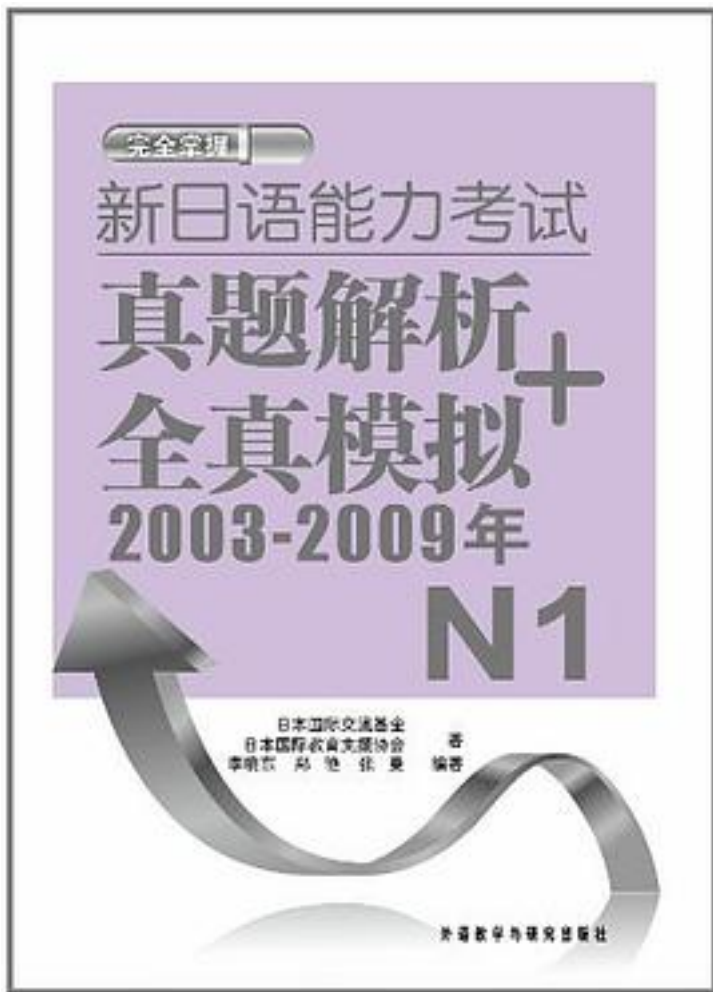 完全掌握
新日语能力考试
真题解析+
全真模拟
2003-2009年
N1
日本国际交流基金
日本国际教育支援协会 著
李晓东 编著
外语教学与研究出版社